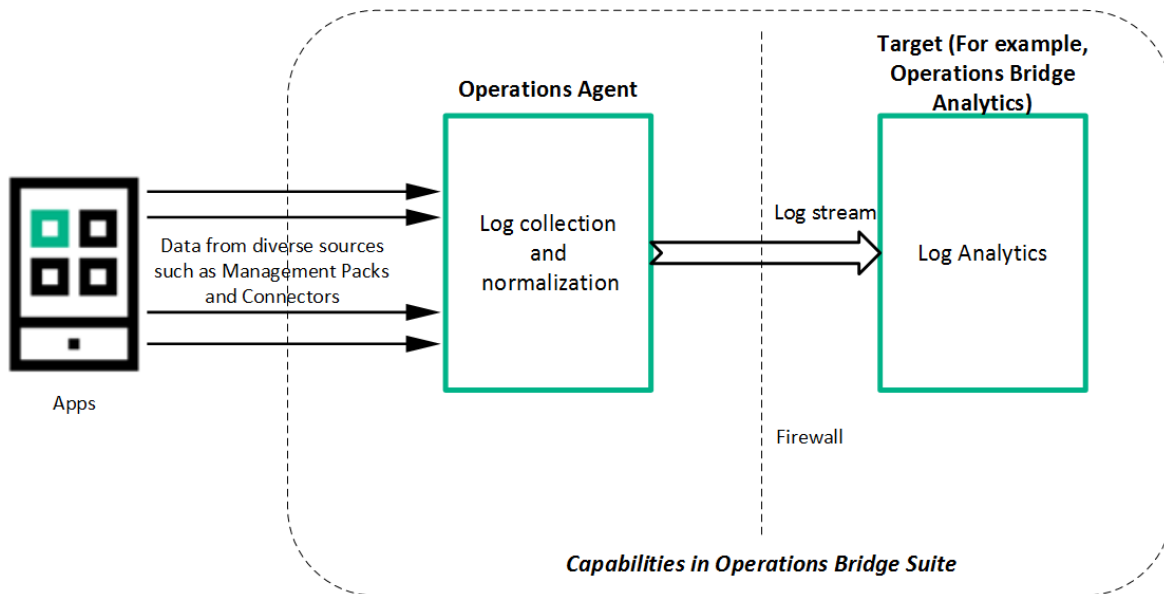 Target (For example,
Operations Bridge
Analytics)
Operations Agent
Data from diverse sources
such as Management Packs
and Connectors
Apps
Log collection
and
normalization
Log stream
Log Analytics
Firewall
Capabilities in Operations Bridge Suite